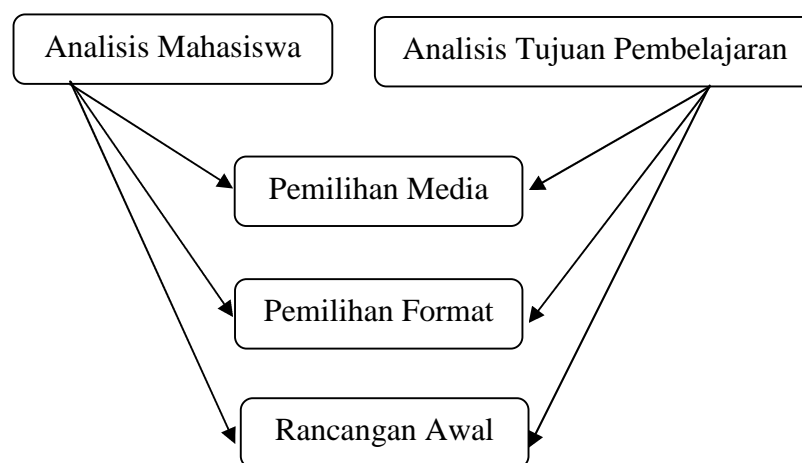 Analisis Mahasiswa
Analisis Tujuan Pembelajaran
Pemilihan Media
Pemilihan Format
Rancangan Awal